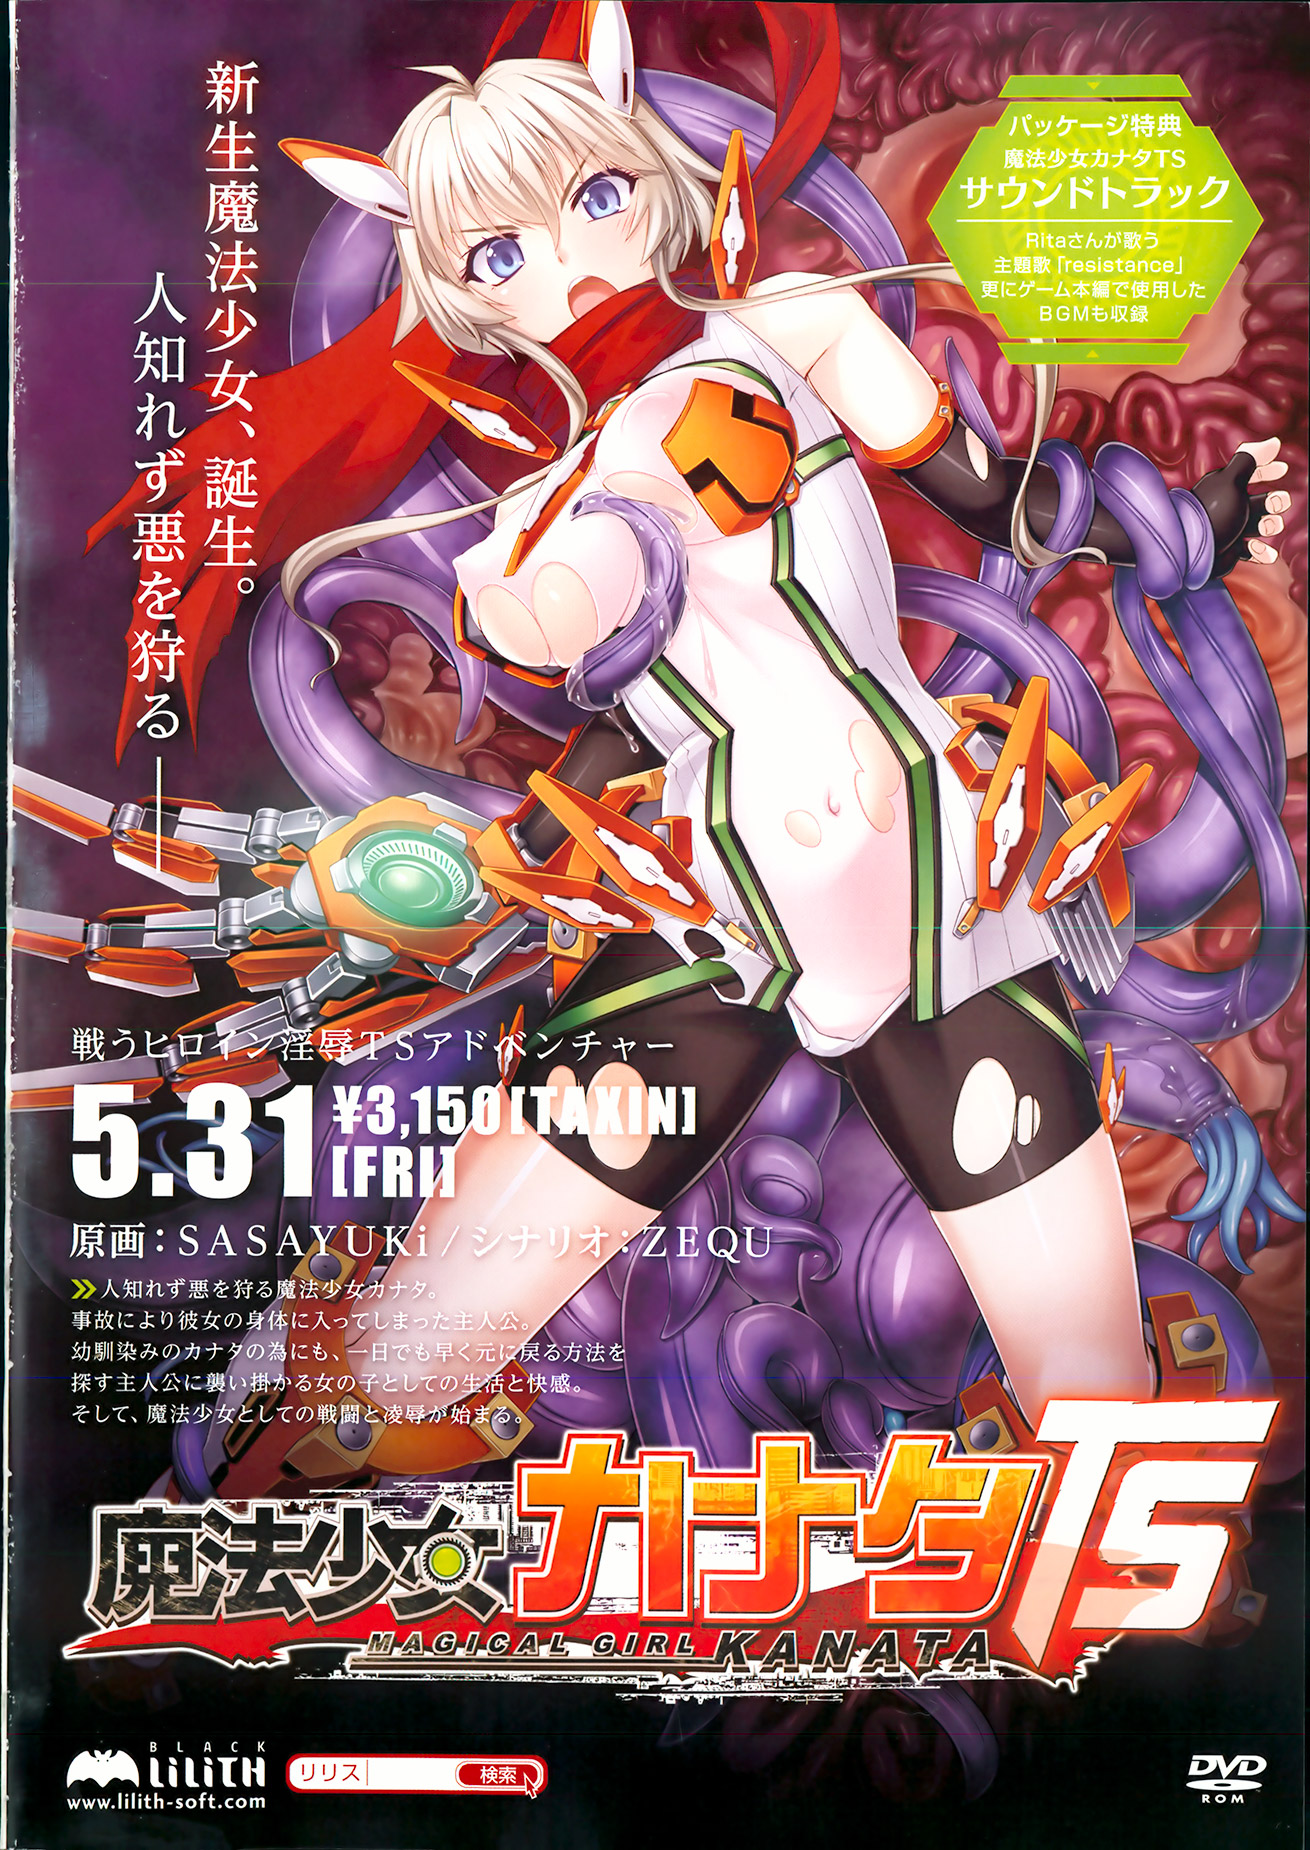 新生魔法少女、誕生。
人知れず悪を狩る――
パッケージ特典
魔法少女カナタTS
サウンドトラック
Ritaさんが歌う
主題歌「resistance」
更にゲーム本編で使用した
BGMも収録
戦うヒロイン淫辱TSアドベンチャー
5.31
¥3,150[TAXIN]
[FRI]
原画：SASAYUKi / シナリオ：ZEQU
人知れず悪を狩る魔法少女カナタ。
事故により彼女の身体に入ってしまった主人公。
幼馴染みのカナタの為にも、一日でも早く元に戻る方法を
探す主人公に襲い掛かる女の子としての生活と快感。
そして、魔法少女としての戦闘と凌辱が始まる。
魔法少女カナタTS
MAGICAL GIRL KANATA
BLACK
LiLiTH
www.lilith-soft.com
リリス
検索
DVD
ROM